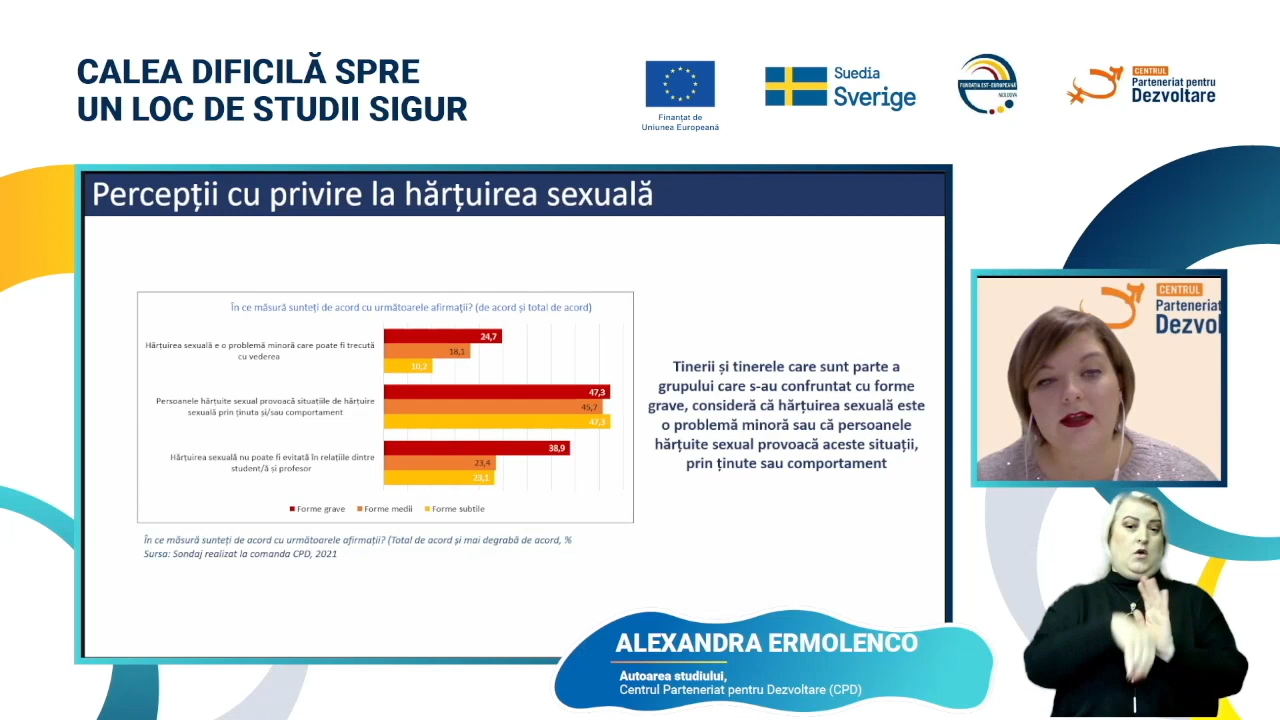 CALEA DIFICILĂ SPRE
UN LOC DE STUDII SIGUR
Finanțat de
Uniunea Europeană
Suedia
Sverige
FUNDAȚIA EST-EUROPEANĂ
MOLDOVA
CENTRUL
Parteneriat pentru
Dezvoltare
Percepții cu privire la hărțuirea sexuală
În ce măsură sunteți de acord cu următoarele afirmații? (de acord și total de acord)
Hărțuirea sexuală e o problemă minoră care poate fi trecută
cu vederea
24,7
18,1
10,2
Persoanele hărțuite sexual provoacă situațiile de hărțuire
sexuală prin ținuta și/sau comportament
47,3
45,7
47,3
Hărțuirea sexuală nu poate fi evitată în relațiile dintre
student/ă și profesor
38,9
23,4
23,1
Forme grave
Forme medii
Forme subtile
În ce măsură sunteți de acord cu următoarele afirmații? (Total de acord și mai degrabă de acord, %
Sursa: Sondaj realizat la comanda CPD, 2021
Tinerii și tinerele care sunt parte a
grupului care s-au confruntat cu forme
grave, consideră că hărțuirea sexuală este
o problemă minoră sau că persoanele
hărțuite sexual provoacă aceste situații,
prin ținute sau comportament
CENTRUL
Parteneriat
Dezvol
ALEXANDRA ERMOLENCO
Autoarea studiului,
Centrul Parteneriat pentru Dezvoltare (CPD)